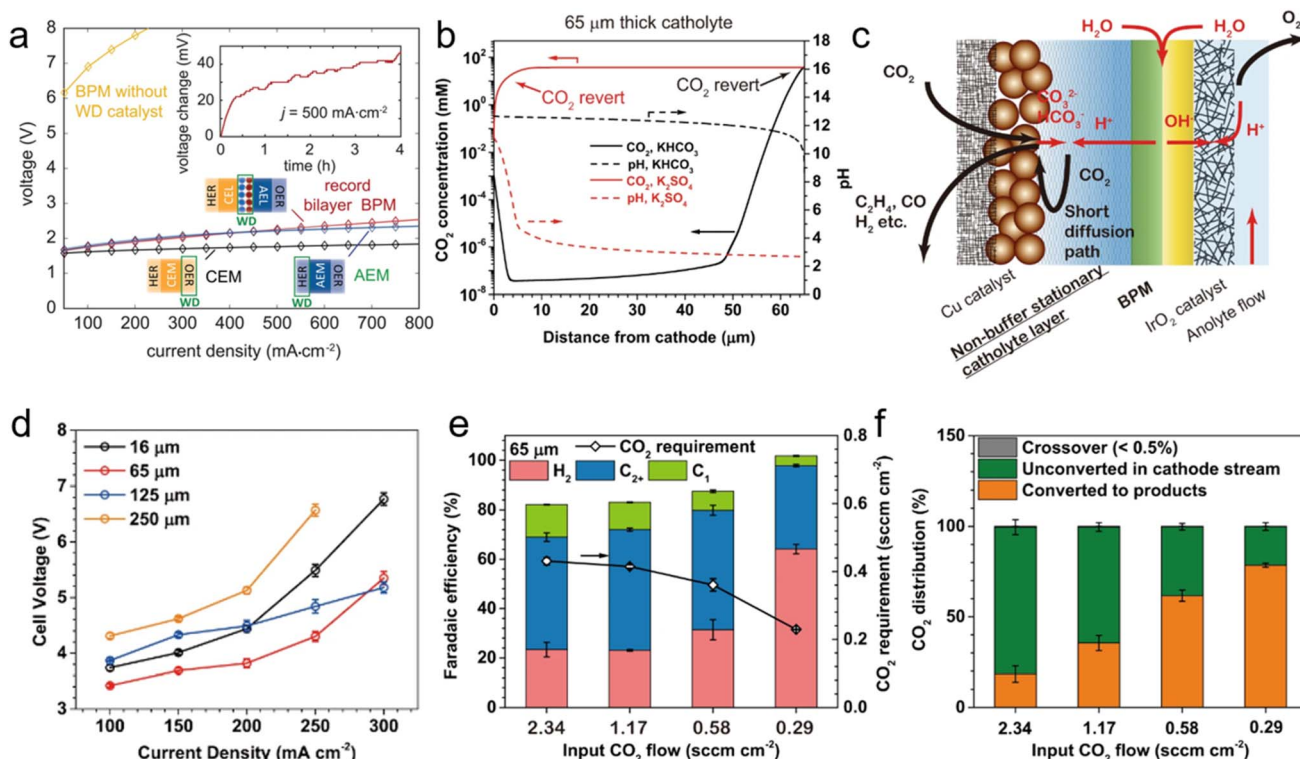 a
voltage (V)
8
7
6
5
4
3
2
1
0
BPM without
WD catalyst
voltage change (mV)
40
20
0
j = 500 mA·cm⁻²
0
1
2
3
4
time (h)
HER
CEL
AEL
OER
WD
record
bilayer BPM
HER
CEM
OER
WD
CEM
HER
AEM
OER
WD
AEM
100
200
300
400
500
600
700
800
current density (mA·cm⁻²)
b
65 μm thick catholyte
CO₂ concentration (mM)
10²
10⁰
10⁻²
10⁻⁴
10⁻⁶
10⁻⁸
CO₂ revert
CO₂ revert
CO₂, KHCO₃
pH, KHCO₃
CO₂, K₂SO₄
pH, K₂SO₄
18
16
14
12
10
8
6
4
2
0
pH
0
10
20
30
40
50
60
Distance from cathode (μm)
c
H₂O
H₂O
O₂
CO₂
CO₃²⁻
HCO₃⁻
H⁺
OH⁻
H⁺
CO₂
C₂H₄, CO
H₂ etc.
Short
diffusion
path
Cu catalyst
Non-buffer stationary
catholyte layer
BPM
IrO₂ catalyst
Anolyte flow
d
Cell Voltage (V)
8
7
6
5
4
3
16 μm
65 μm
125 μm
250 μm
100
150
200
250
300
Current Density (mA cm⁻²)
e
Faradaic efficiency (%)
100
80
60
40
20
0
65 μm
CO₂ requirement
H₂
C₂₊
C₁
0.8
0.6
0.4
0.2
0.0
CO₂ requirement (sccm cm⁻²)
2.34
1.17
0.58
0.29
Input CO₂ flow (sccm cm⁻²)
f
CO₂ distribution (%)
150
100
50
0
Crossover (< 0.5%)
Unconverted in cathode stream
Converted to products
2.34
1.17
0.58
0.29
Input CO₂ flow (sccm cm⁻²)